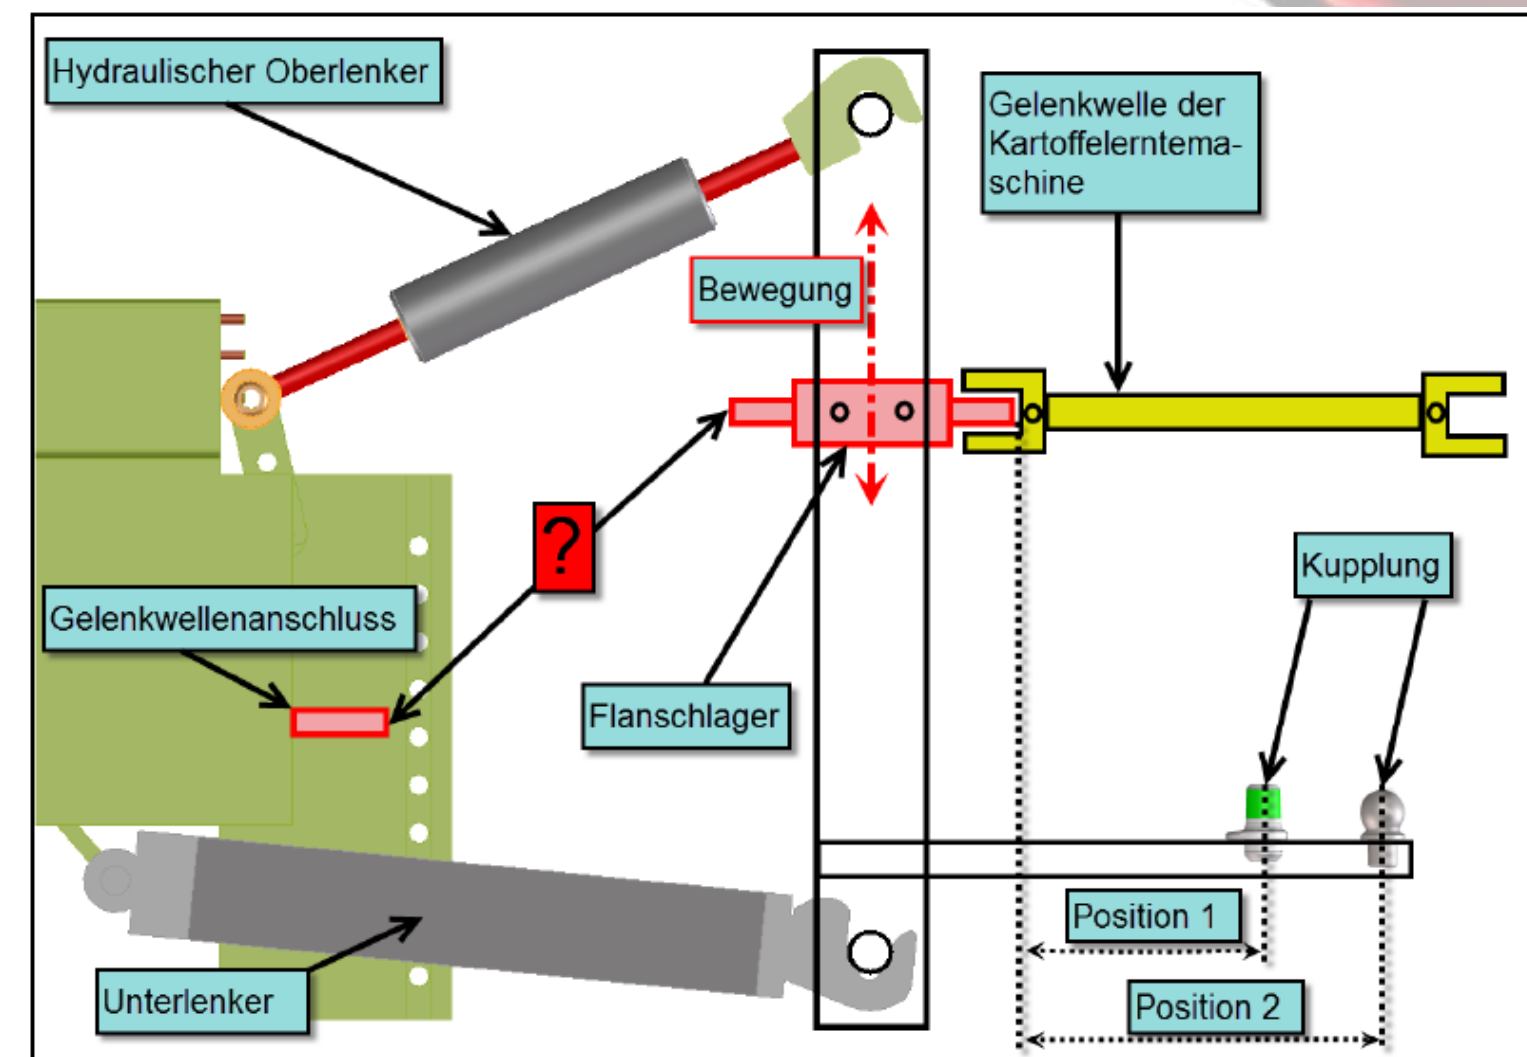 Hydraulischer Oberlenker
Gelenkwelle der
Kartoffelerntema-
schine
Bewegung
?
Kupplung
Gelenkwellenanschluss
Flanschlager
Position 1
Unterlenker
Position 2